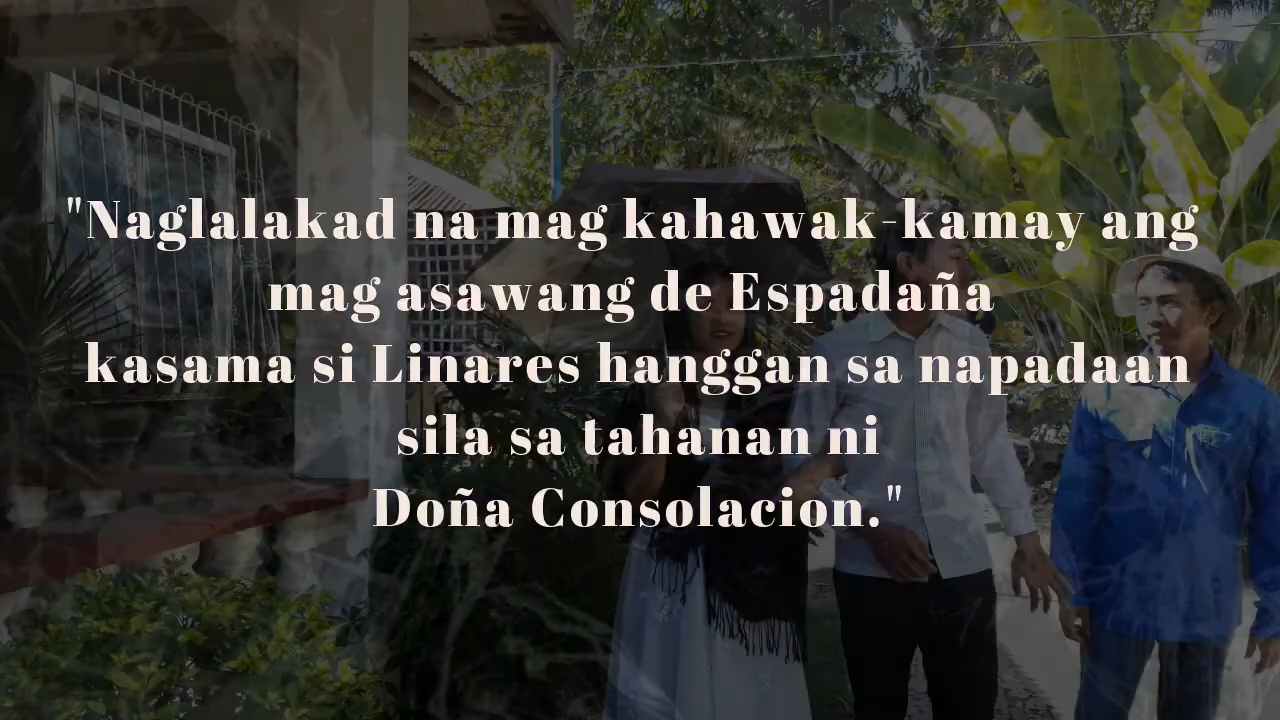 "Naglalakad na mag kahawak-kamay ang
mag asawang de Espadaña
kasama si Linares hanggan sa napadaan
sila sa tahanan ni
Doña Consolacion."